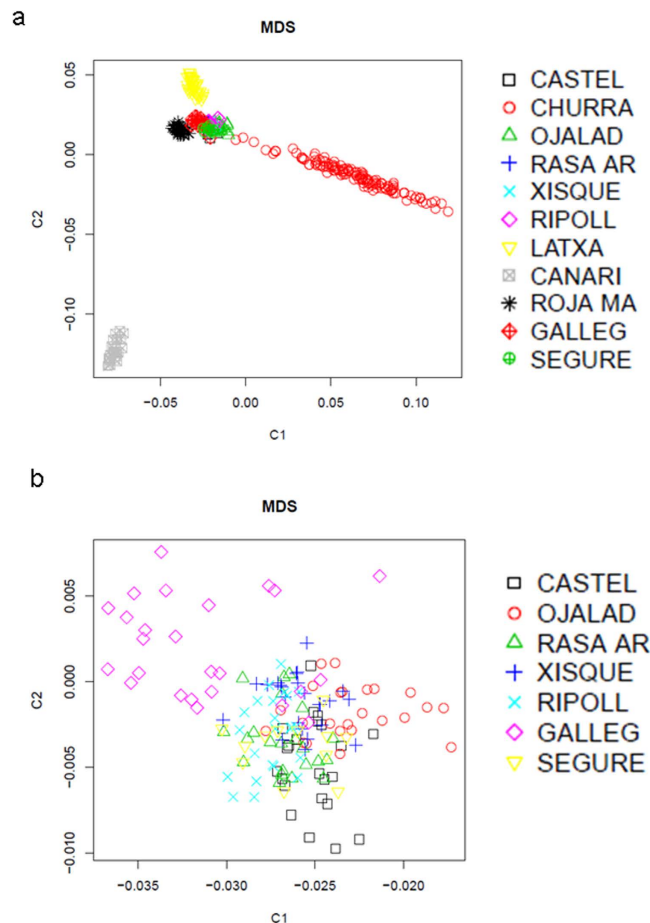 a
MDS
0.05
0.00
−0.05
−0.10
C2
−0.05
0.00
0.05
0.10
C1
CASTEL
CHURRA
OJALAD
RASA AR
XISQUE
RIPOLL
LATXA
CANARI
ROJA MA
GALLEG
SEGURE
b
MDS
0.005
0.000
−0.005
−0.010
C2
−0.035
−0.030
−0.025
−0.020
C1
CASTEL
OJALAD
RASA AR
XISQUE
RIPOLL
GALLEG
SEGURE